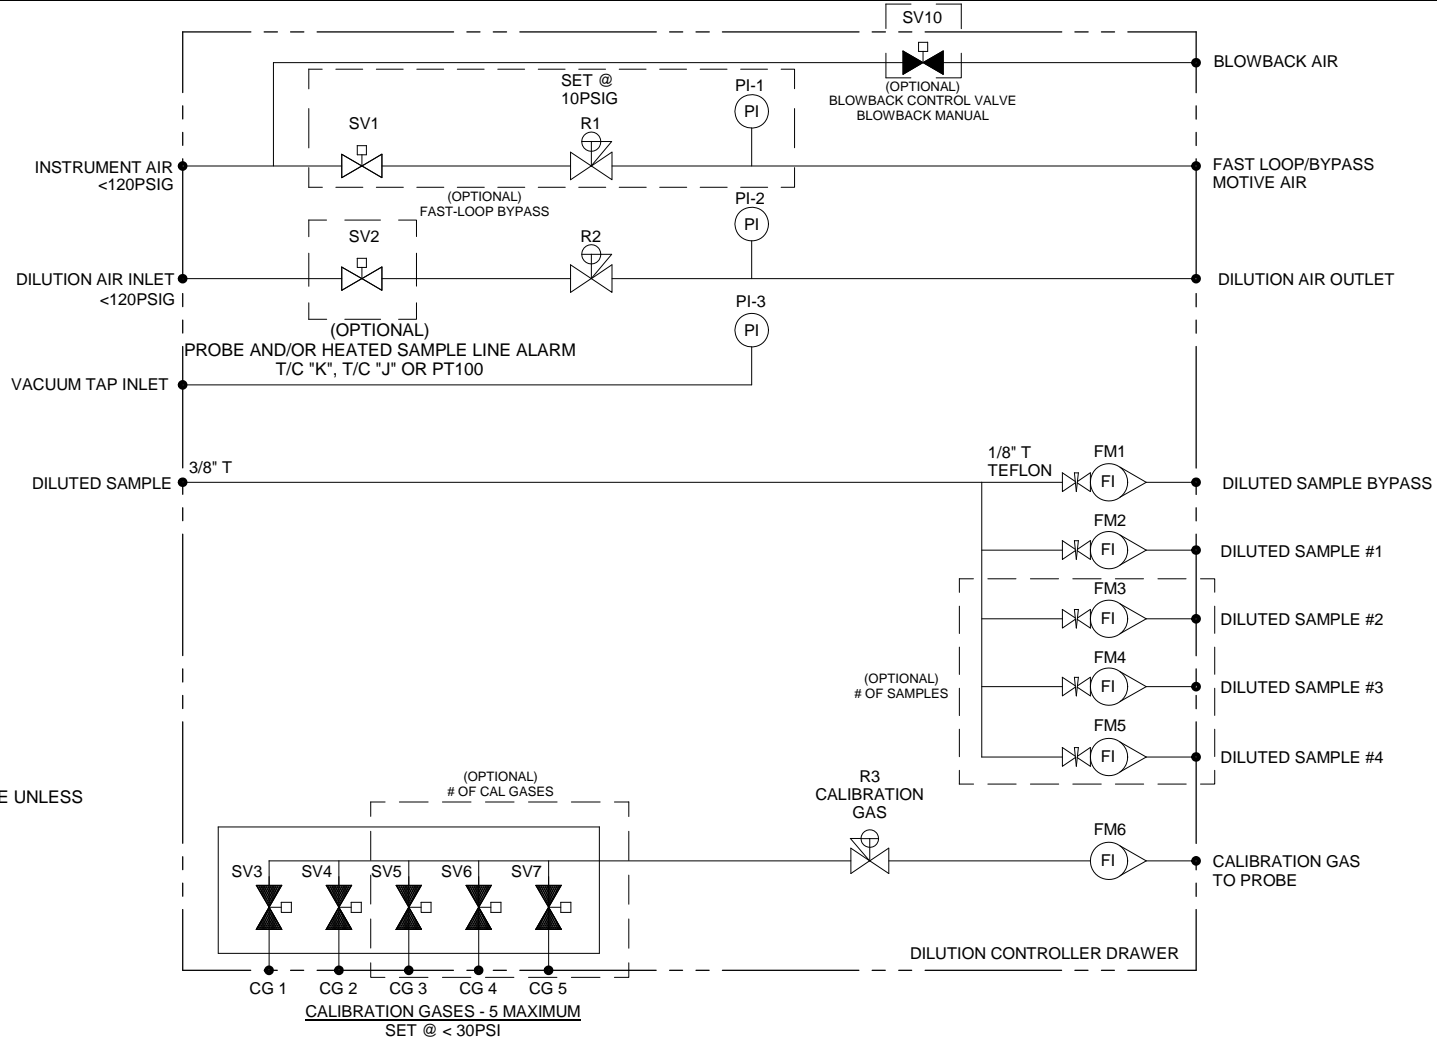 SV10
(OPTIONAL)
BLOWBACK CONTROL VALVE
BLOWBACK MANUAL
BLOWBACK AIR
SET @
10PSIG
PI-1
PI
SV1
R1
INSTRUMENT AIR
<120PSIG
FAST LOOP/BYPASS
MOTIVE AIR
(OPTIONAL)
FAST-LOOP BYPASS
PI-2
PI
SV2
R2
DILUTION AIR INLET
<120PSIG
DILUTION AIR OUTLET
PI-3
PI
(OPTIONAL)
PROBE AND/OR HEATED SAMPLE LINE ALARM
T/C "K", T/C "J" OR PT100
VACUUM TAP INLET
DILUTED SAMPLE
3/8" T
1/8" T
TEFLON
FM1
FI
DILUTED SAMPLE BYPASS
FM2
FI
DILUTED SAMPLE #1
FM3
FI
DILUTED SAMPLE #2
(OPTIONAL)
# OF SAMPLES
FM4
FI
DILUTED SAMPLE #3
FM5
FI
DILUTED SAMPLE #4
E UNLESS
(OPTIONAL)
# OF CAL GASES
R3
CALIBRATION
GAS
FM6
FI
CALIBRATION GAS
TO PROBE
SV3
SV4
SV5
SV6
SV7
DILUTION CONTROLLER DRAWER
CG 1
CG 2
CG 3
CG 4
CG 5
CALIBRATION GASES - 5 MAXIMUM
SET @ < 30PSI